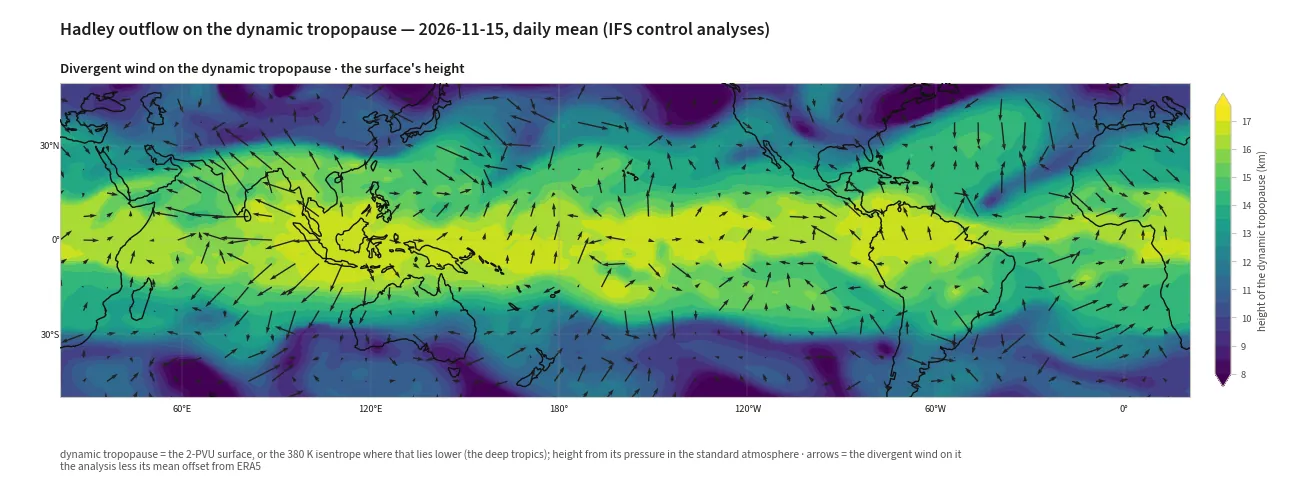 Hadley outflow on the dynamic tropopause — 2026-11-15, daily mean (IFS control analyses)
Divergent wind on the dynamic tropopause · the surface's height
30°N
0°
30°S
60°E
120°E
180°
120°W
60°W
0°
17
16
15
14
13
12
11
10
9
8
height of the dynamic tropopause (km)
dynamic tropopause = the 2-PVU surface, or the 380 K isentrope where that lies lower (the deep tropics); height from its pressure in the standard atmosphere · arrows = the divergent wind on it
the analysis less its mean offset from ERA5